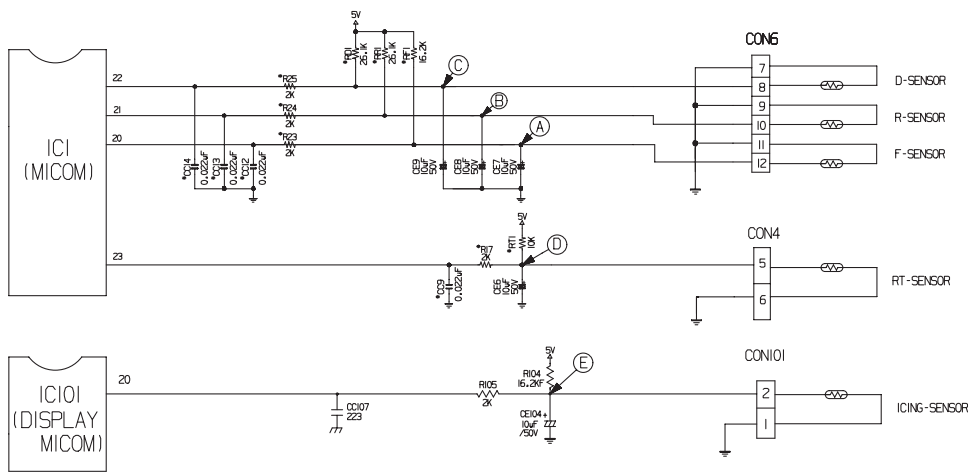 5V
*RD1
26.1K
*RR1
26.1K
*RF1
16.2K
CON6
22
*R25
2K
C
7
8
D-SENSOR
21
*R24
2K
B
9
10
R-SENSOR
20
*R23
2K
A
11
12
F-SENSOR
IC1
(MICOM)
*CC14
0.022uF
*CC13
0.022uF
*CC12
0.022uF
CE9
10uF
50V
CE8
10uF
50V
CE7
10uF
50V
5V
*RT1
10K
D
CON4
23
*R17
2K
5
6
RT-SENSOR
*CC9
0.022uF
CE6
10uF
50V
5V
R104
16.2KF
E
CON101
IC101
(DISPLAY
MICOM)
20
R105
2K
2
1
ICING-SENSOR
CC107
223
CE104+
10uF
/50V